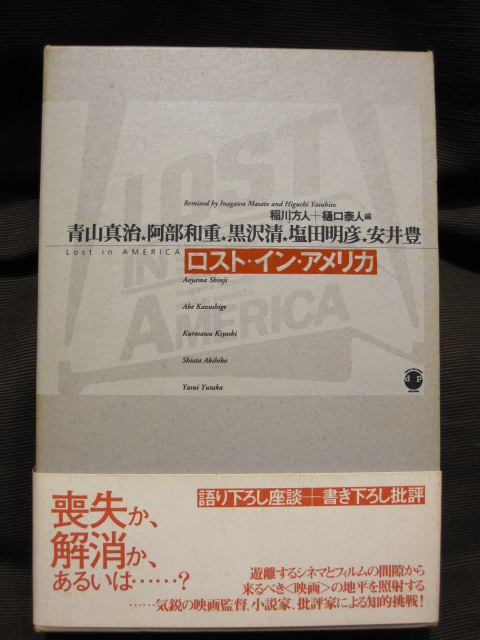 LOST
IN
AMERICA
Remixed by Inagawa Masato and Higuchi Yasuhito
稲川方人＋樋口泰人編
青山真治。阿部和重。黒沢清。塩田明彦。安井豊
Lost in AMERICA
ロスト・イン・アメリカ
Aoyama Shinji
Abe Kazushige
Kurosawa Kiyoshi
Shiota Akihiko
Yasui Yutaka
語り下ろし座談＋書き下ろし批評
喪失か、
解消か、
あるいは……？
遊離するシネマとフィルムの間隙から
来るべき<映画>の地平を照射する
……気鋭の映画監督、小説家、批評家による知的挑戦！